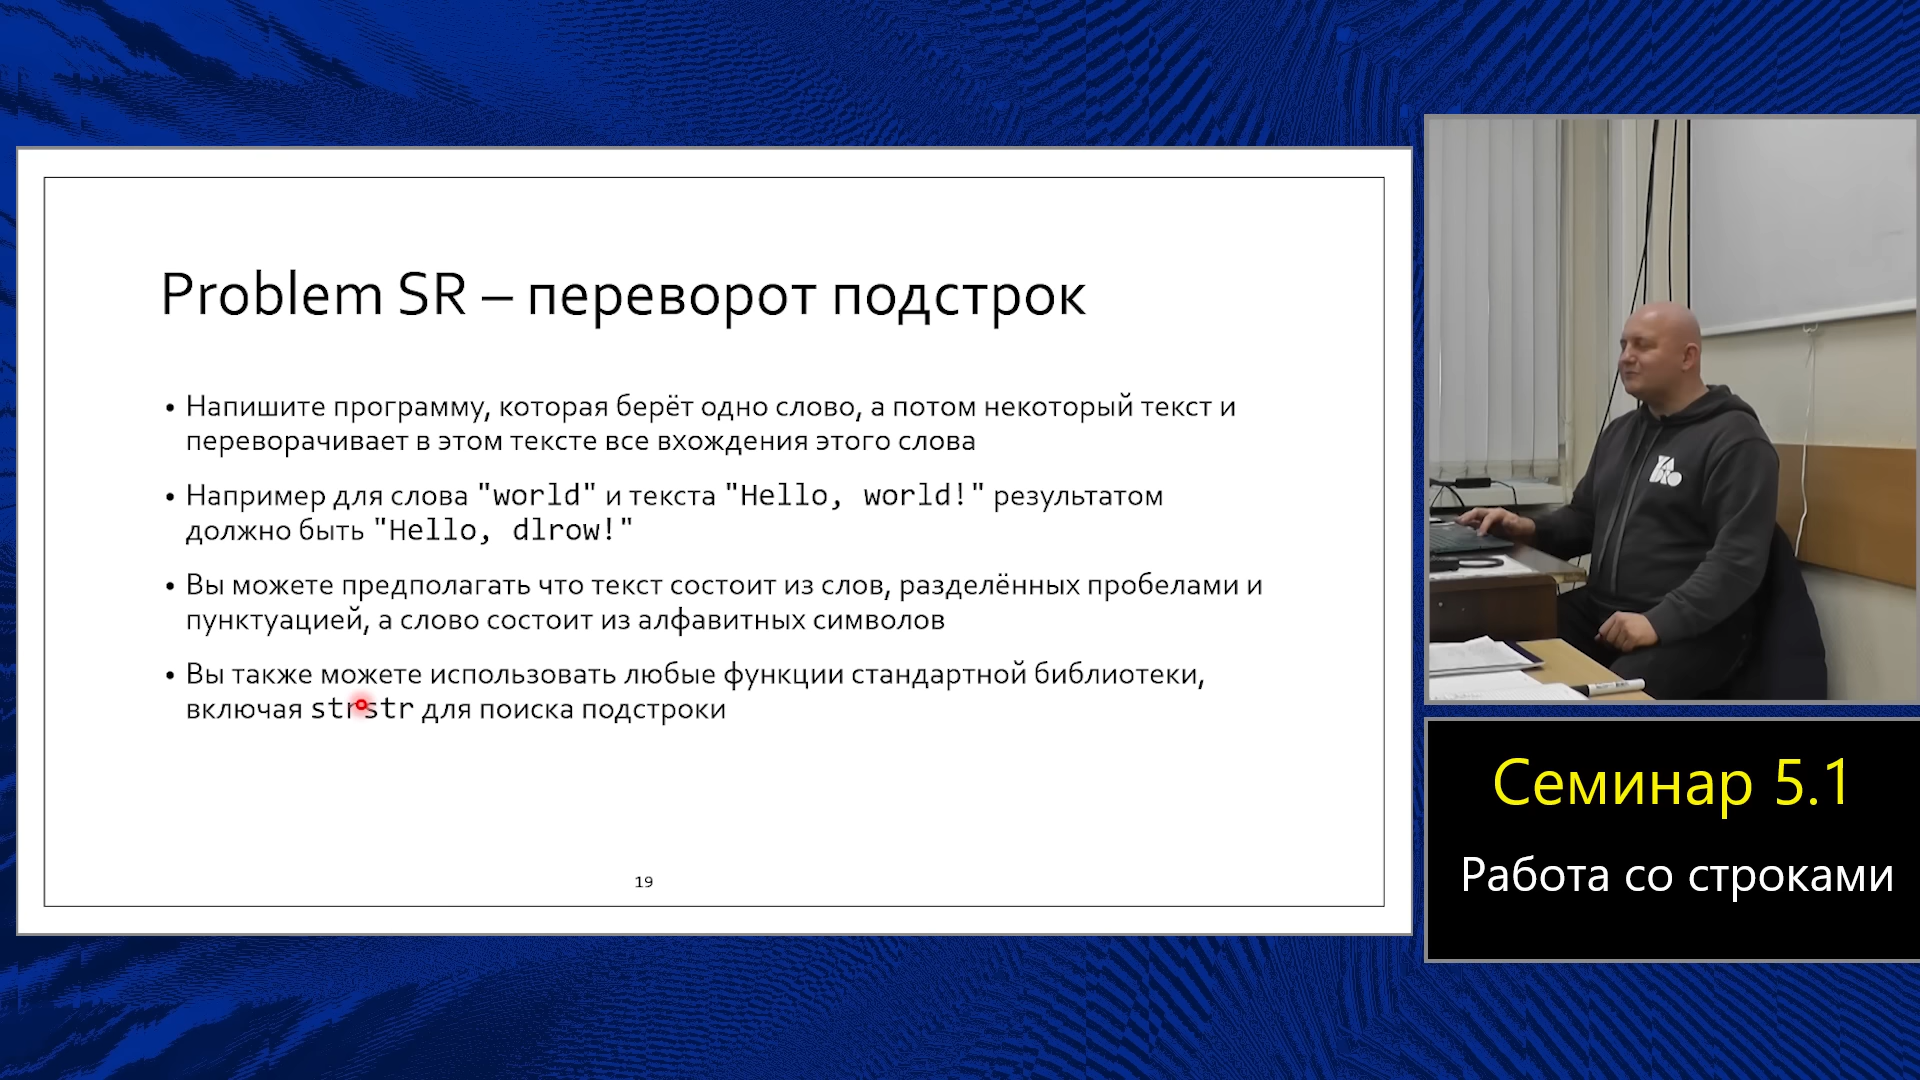 Problem SR – переворот подстрок
• Напишите программу, которая берёт одно слово, а потом некоторый текст и
переворачивает в этом тексте все вхождения этого слова
• Например для слова "world" и текста "Hello, world!" результатом
должно быть "Hello, dlrow!"
• Вы можете предполагать что текст состоит из слов, разделённых пробелами и
пунктуацией, а слово состоит из алфавитных символов
• Вы также можете использовать любые функции стандартной библиотеки,
включая strstr для поиска подстроки
19
Семинар 5.1
Работа со строками